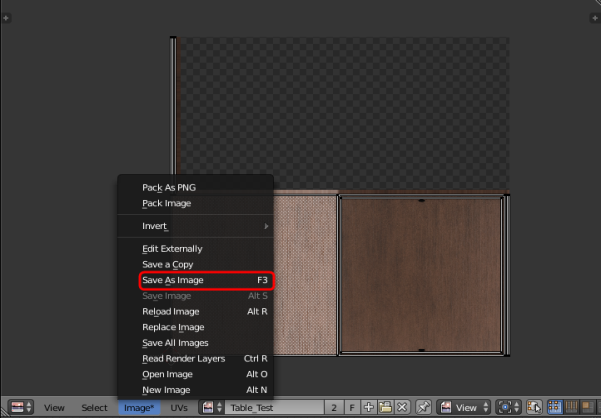 Pack As PNG
Pack Image
Invert
Edit Externally
Save a Copy
Save As Image F3
Save Image Alt S
Reload Image Alt R
Replace Image
Save All Images
Read Render Layers Ctrl R
Open Image Alt O
New Image Alt N
View Select Image* UVs Table_Test 2 F View